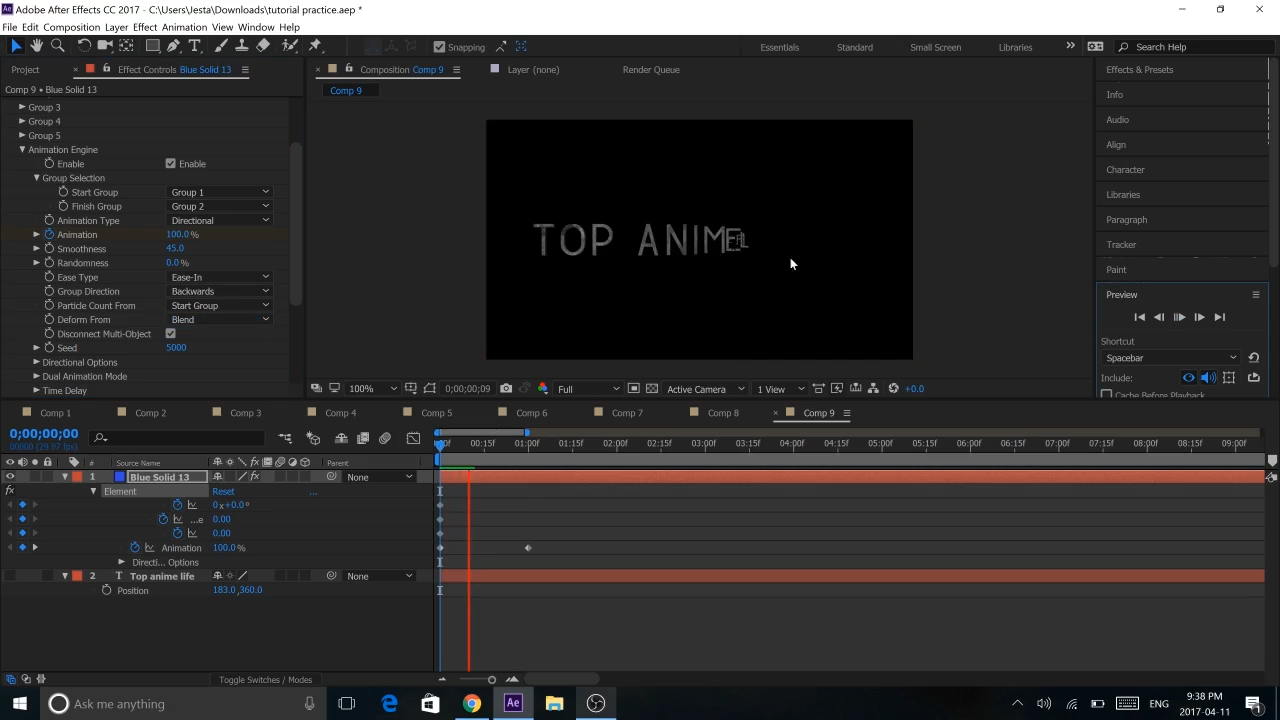 Adobe After Effects CC 2017 - C:\Users\Jesta\Downloads\tutorial practice.aep *
File Edit Composition Layer Effect Animation View Window Help
Snapping Essentials Standard Small Screen Libraries Search Help
Project Effect Controls Blue Solid 13 Composition Comp 9 Layer (none) Render Queue Effects & Presets
Comp 9 • Blue Solid 13 Comp 9
Info
Group 3
Group 4
Audio
Group 5
Animation Engine
Align
Enable Enable
Character
Group Selection
Start Group Group 1
Libraries
Finish Group Group 2
Animation Type Directional
Paragraph
Animation 100.0 %
TOP ANIME
Smoothness 45.0
Tracker
Randomness 0.0 %
Paint
Ease Type Ease-In
Group Direction Backwards
Preview
Particle Count From Start Group
Deform From Blend
Disconnect Multi-Object
Shortcut
Seed 5000
Spacebar
Directional Options
Dual Animation Mode
Include:
Time Delay
Cache Before Playback
100% 0;00;00;09 Full Active Camera 1 View +0.0
Comp 1 Comp 2 Comp 3 Comp 4 Comp 5 Comp 6 Comp 7 Comp 8 Comp 9
0;00;00;00
00000 (29.97 fps)
00f 00:15f 01:00f 01:15f 02:00f 02:15f 03:00f 03:15f 04:00f 04:15f 05:00f 05:15f 06:00f 06:15f 07:00f 07:15f 08:00f 08:15f 09:00f
# Source Name Parent
1 Blue Solid 13 None
fx Element Reset ...
0x+0.0°
...e 0.00
0.00
Animation 100.0 %
Directi... Options
2 T Top anime life None
Position 183.0,360.0
Toggle Switches / Modes
Ask me anything ENG 9:38 PM
2017-04-11